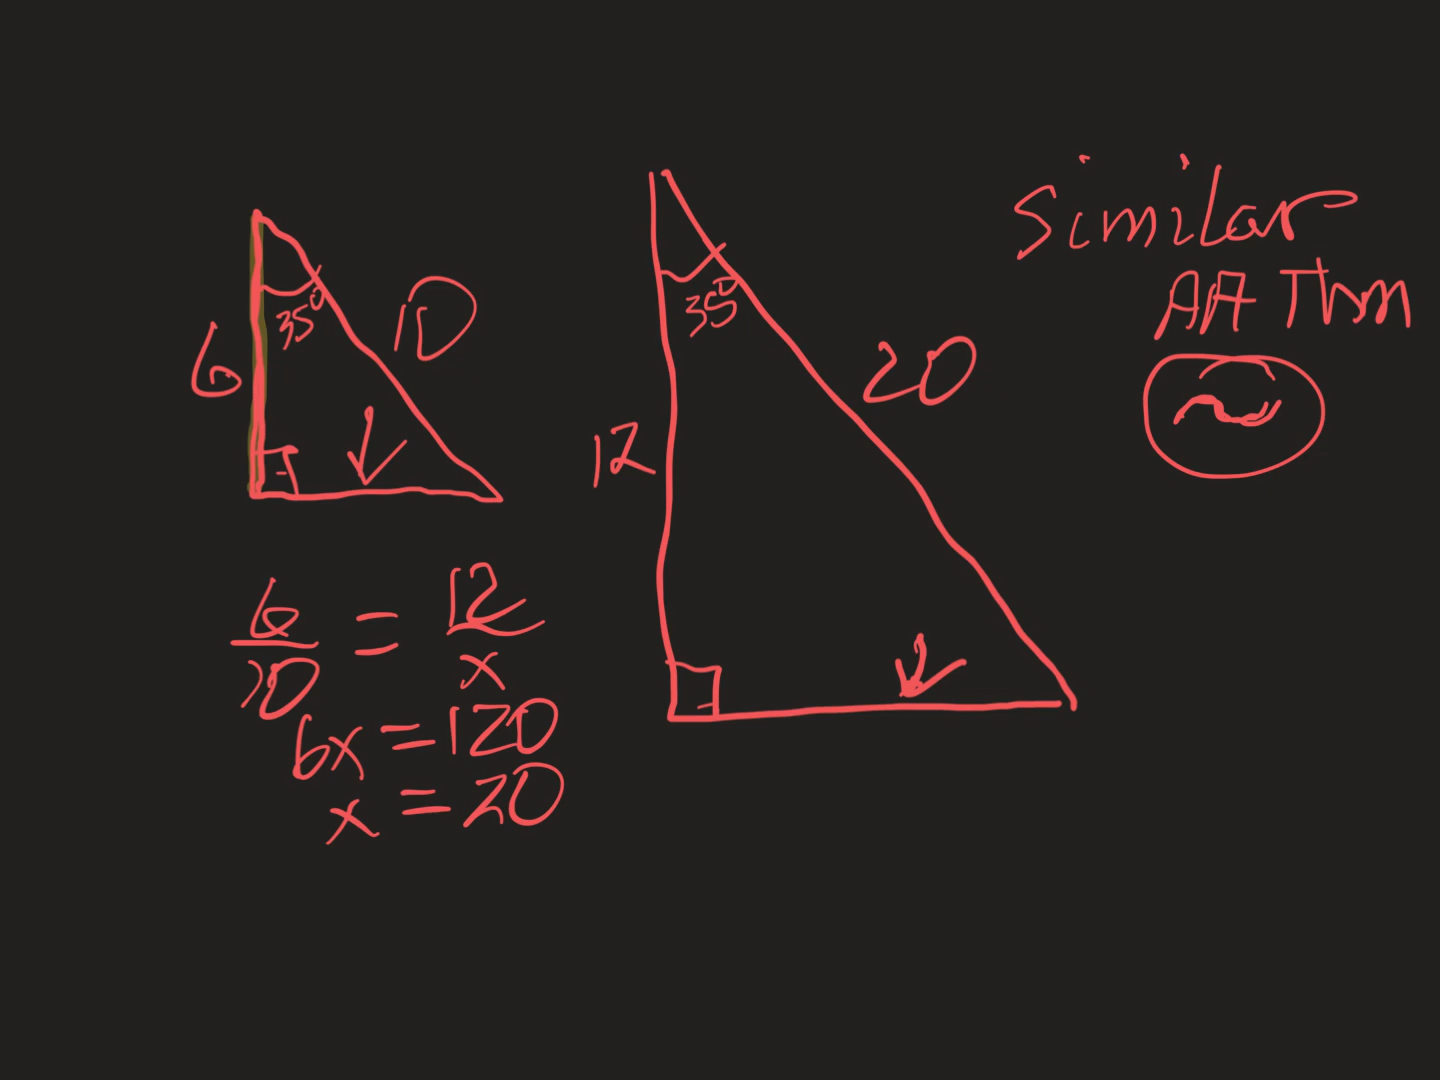 Similar
AA Thm
~
6
35°
10
12
35°
20
6/10 = 12/x
6x = 120
x = 20